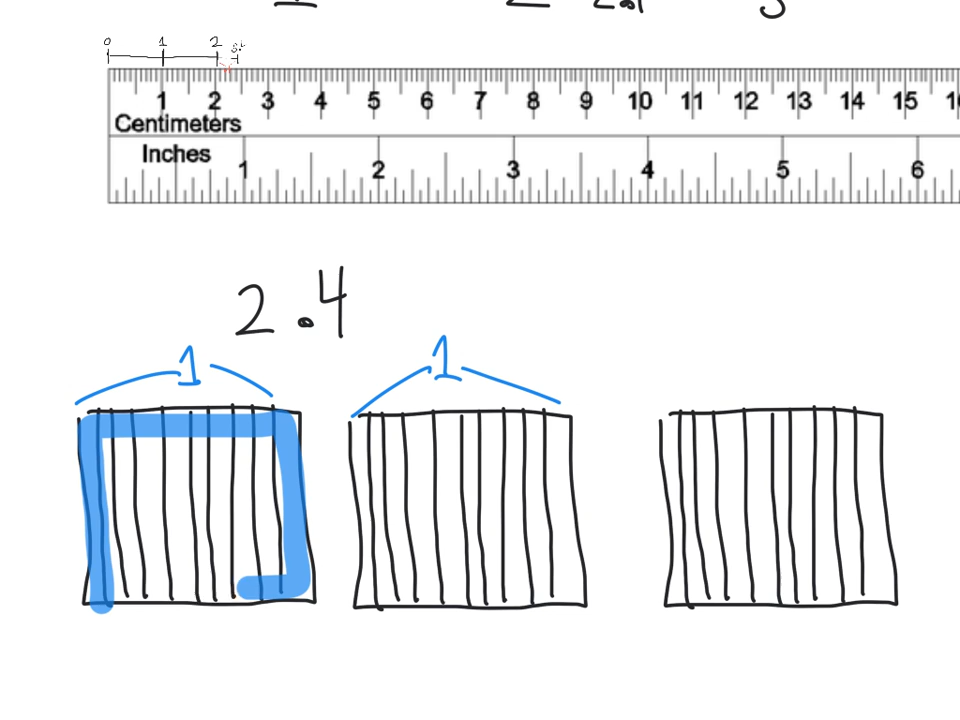 0 1 2
1 2 3 4 5 6 7 8 9 10 11 12 13 14 15
Centimeters
Inches
1 2 3 4 5 6
2.4
1 1